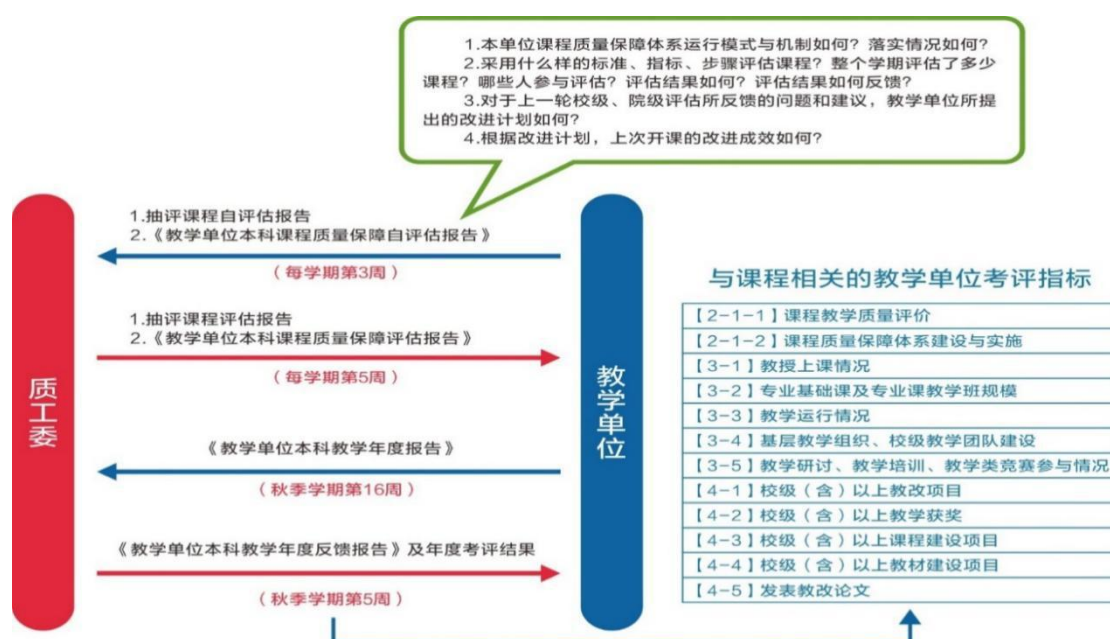 1.本单位课程质量保障体系运行模式与机制如何？落实情况如何？
2.采用什么样的标准、指标、步骤评估课程？整个学期评估了多少
课程？哪些人参与评估？评估结果如何？评估结果如何反馈？
3.对于上一轮校级、院级评估所反馈的问题和建议，教学单位所提
出的改进计划如何？
4.根据改进计划，上次开课的改进成效如何？
质工委
1.抽评课程自评估报告
2.《教学单位本科课程质量保障自评估报告》
（每学期第3周）
1.抽评课程评估报告
2.《教学单位本科课程质量保障评估报告》
（每学期第5周）
《教学单位本科教学年度报告》
（秋季学期第16周）
《教学单位本科教学年度反馈报告》及年度考评结果
（秋季学期第5周）
教学单位
与课程相关的教学单位考评指标
【2-1-1】课程教学质量评价
【2-1-2】课程质量保障体系建设与实施
【3-1】教授上课情况
【3-2】专业基础课及专业课教学班规模
【3-3】教学运行情况
【3-4】基层教学组织、校级教学团队建设
【3-5】教学研讨、教学培训、教学类竞赛参与情况
【4-1】校级（含）以上教改项目
【4-2】校级（含）以上教学获奖
【4-3】校级（含）以上课程建设项目
【4-4】校级（含）以上教材建设项目
【4-5】发表教改论文